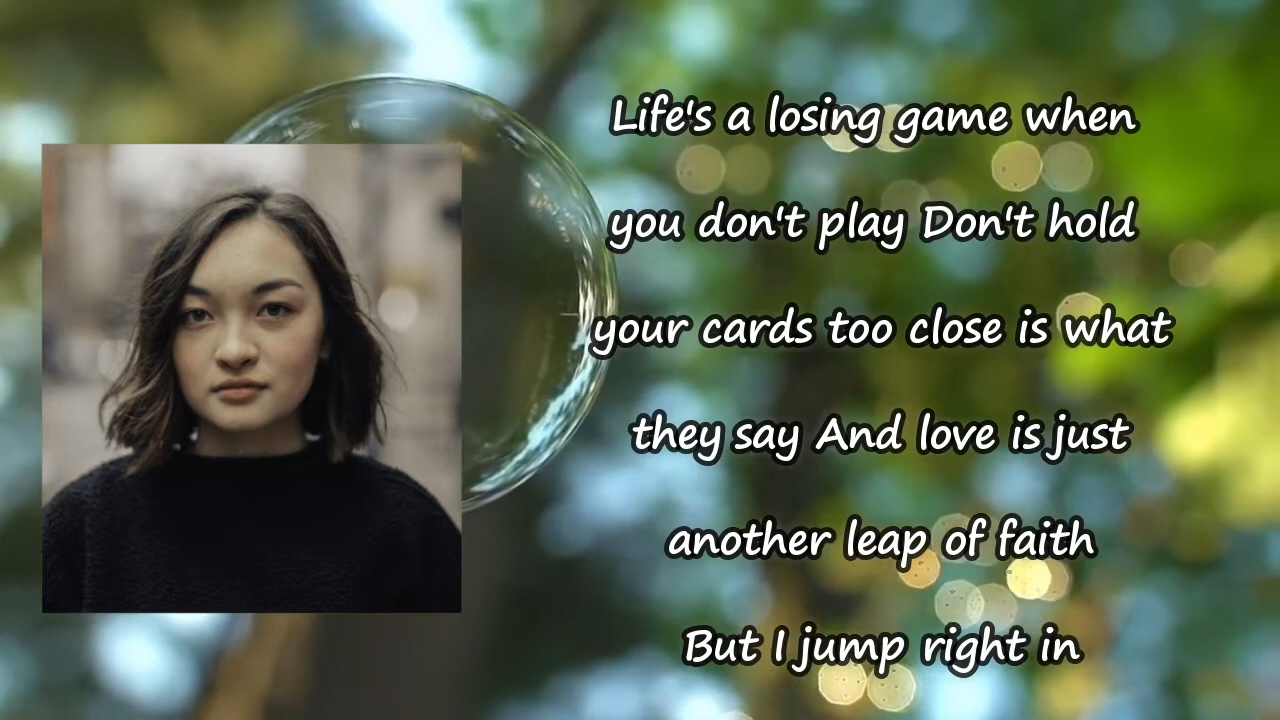 Life's a losing game when
you don't play Don't hold
your cards too close is what
they say And love is just
another leap of faith
But I jump right in